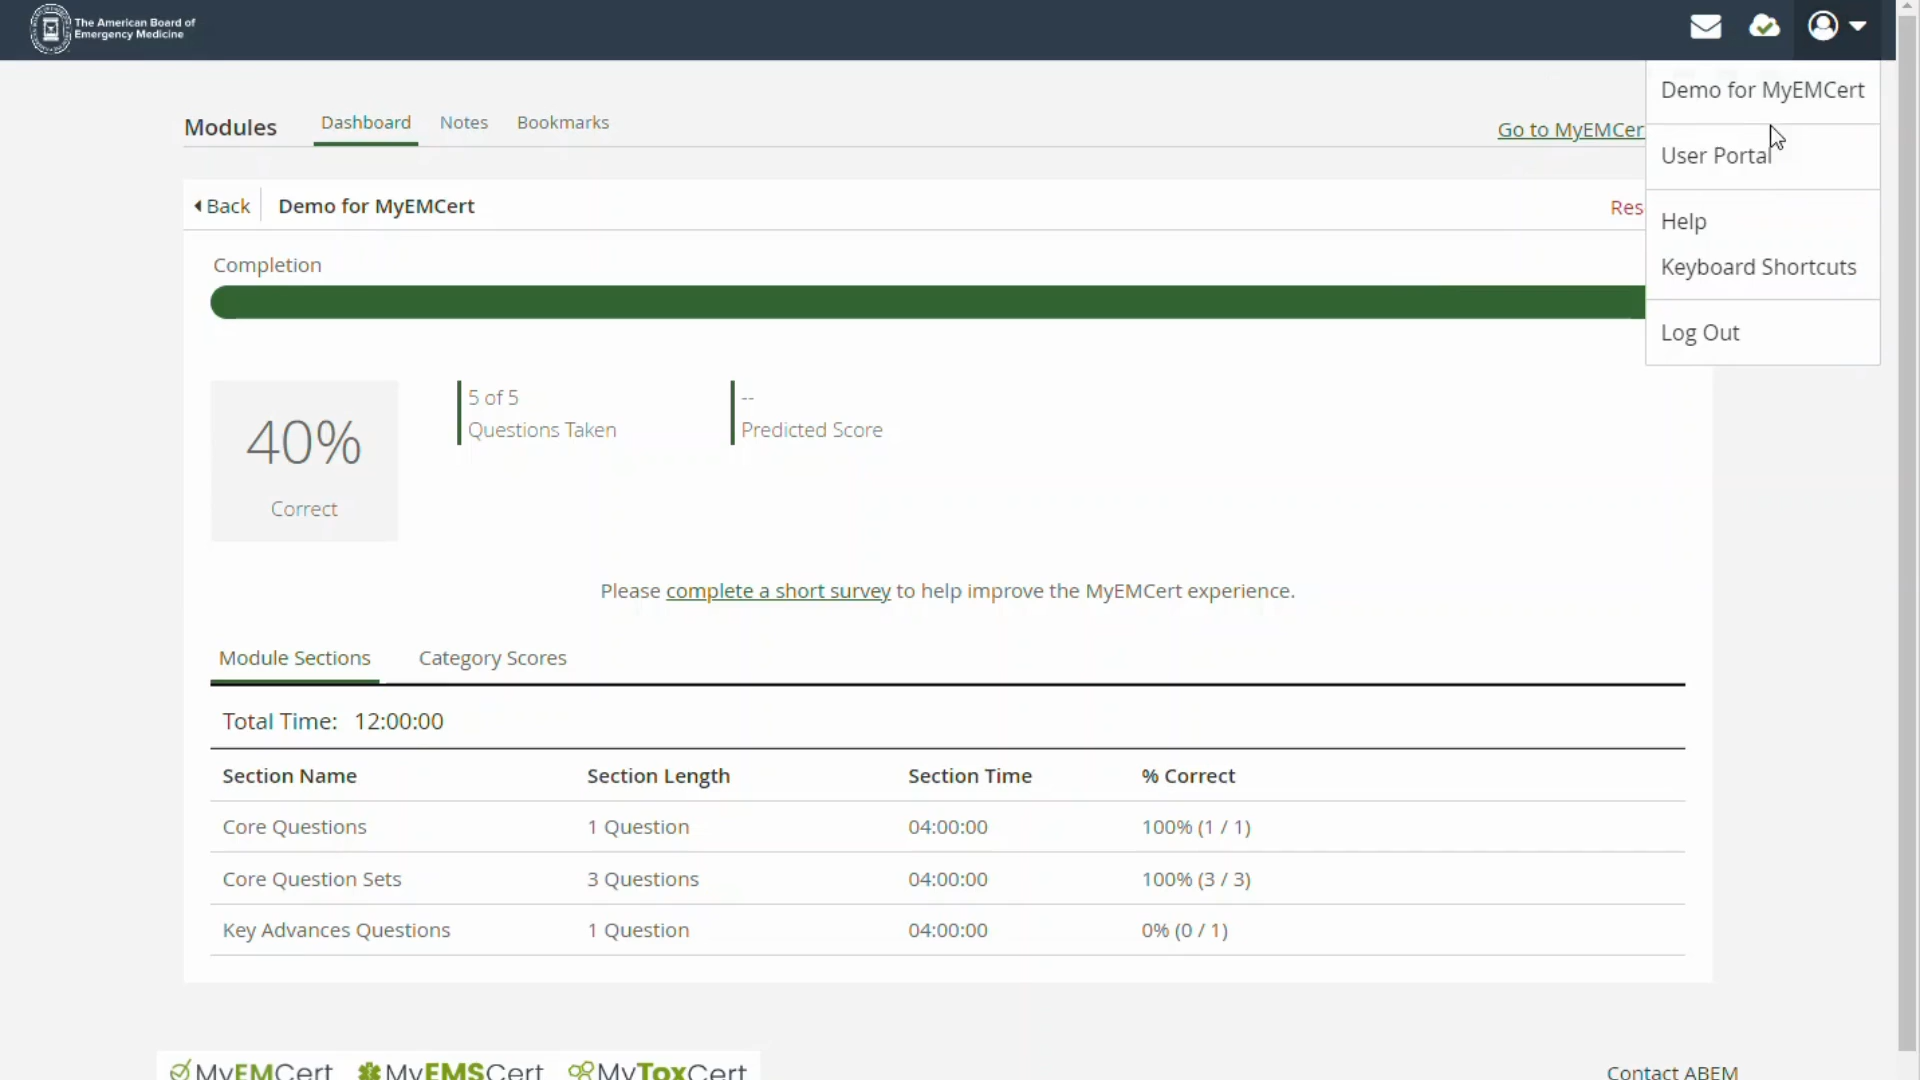 The American Board of
Emergency Medicine
Demo for MyEMCert
User Portal
Help
Keyboard Shortcuts
Log Out
Modules
Dashboard
Notes
Bookmarks
Go to MyEMCer
Back
Demo for MyEMCert
Res
Completion
40%
Correct
5 of 5
Questions Taken
--
Predicted Score
Please complete a short survey to help improve the MyEMCert experience.
Module Sections
Category Scores
Total Time: 12:00:00
Section Name Section Length Section Time % Correct
Core Questions 1 Question 04:00:00 100% (1 / 1)
Core Question Sets 3 Questions 04:00:00 100% (3 / 3)
Key Advances Questions 1 Question 04:00:00 0% (0 / 1)
MyEMCert MyEMSCert MyToxCert
Contact ABEM